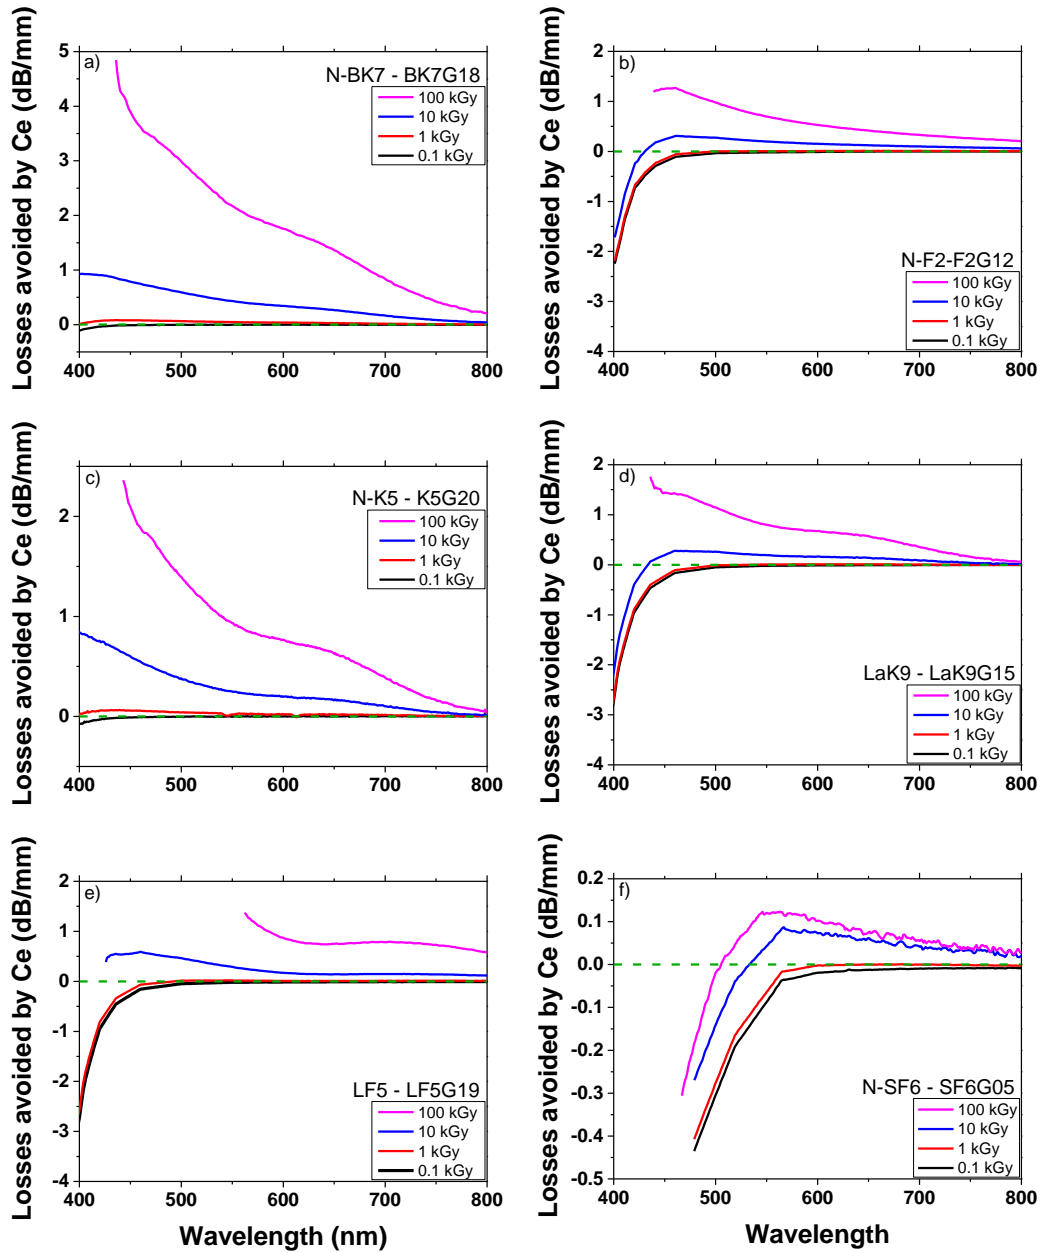 a)
N-BK7 - BK7G18
100 kGy
10 kGy
1 kGy
0.1 kGy
Losses avoided by Ce (dB/mm)
5
4
3
2
1
0
400 500 600 700 800
b)
N-F2-F2G12
100 kGy
10 kGy
1 kGy
0.1 kGy
Losses avoided by Ce (dB/mm)
2
1
0
-1
-2
-3
-4
400 500 600 700 800
c)
N-K5 - K5G20
100 kGy
10 kGy
1 kGy
0.1 kGy
Losses avoided by Ce (dB/mm)
2
1
0
400 500 600 700 800
d)
LaK9 - LaK9G15
100 kGy
10 kGy
1 kGy
0.1 kGy
Losses avoided by Ce (dB/mm)
2
1
0
-1
-2
-3
-4
400 500 600 700 800
e)
LF5 - LF5G19
100 kGy
10 kGy
1 kGy
0.1 kGy
Losses avoided by Ce (dB/mm)
2
1
0
-1
-2
-3
-4
400 500 600 700 800
Wavelength (nm)
f)
N-SF6 - SF6G05
100 kGy
10 kGy
1 kGy
0.1 kGy
Losses avoided by Ce (dB/mm)
0.2
0.1
0.0
-0.1
-0.2
-0.3
-0.4
-0.5
400 500 600 700 800
Wavelength